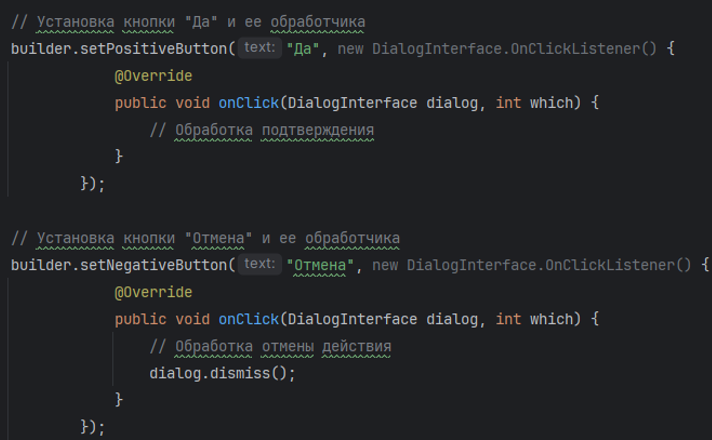 // Установка кнопки "Да" и ее обработчика
builder.setPositiveButton( text: "Да", new DialogInterface.OnClickListener() {
@Override
public void onClick(DialogInterface dialog, int which) {
// Обработка подтверждения
}
});
// Установка кнопки "Отмена" и ее обработчика
builder.setNegativeButton( text: "Отмена", new DialogInterface.OnClickListener() {
@Override
public void onClick(DialogInterface dialog, int which) {
// Обработка отмены действия
dialog.dismiss();
}
});